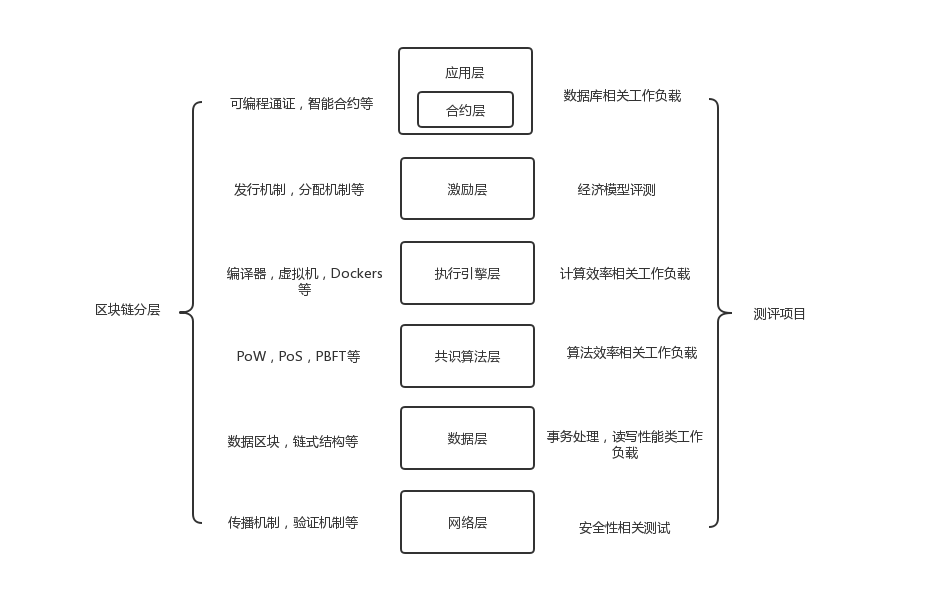 应用层
可编程通证，智能合约等
合约层
数据库相关工作负载
发行机制，分配机制等
激励层
经济模型评测
编译器，虚拟机，Dockers
等
执行引擎层
计算效率相关工作负载
区块链分层
测评项目
PoW，PoS，PBFT等
共识算法层
算法效率相关工作负载
数据区块，链式结构等
数据层
事务处理，读写性能类工作
负载
传播机制，验证机制等
网络层
安全性相关测试